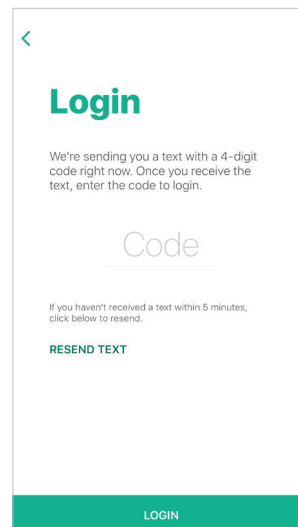 Login
We're sending you a text with a 4-digit
code right now. Once you receive the
text, enter the code to login.
Code
If you haven't received a text within 5 minutes,
click below to resend.
RESEND TEXT
LOGIN